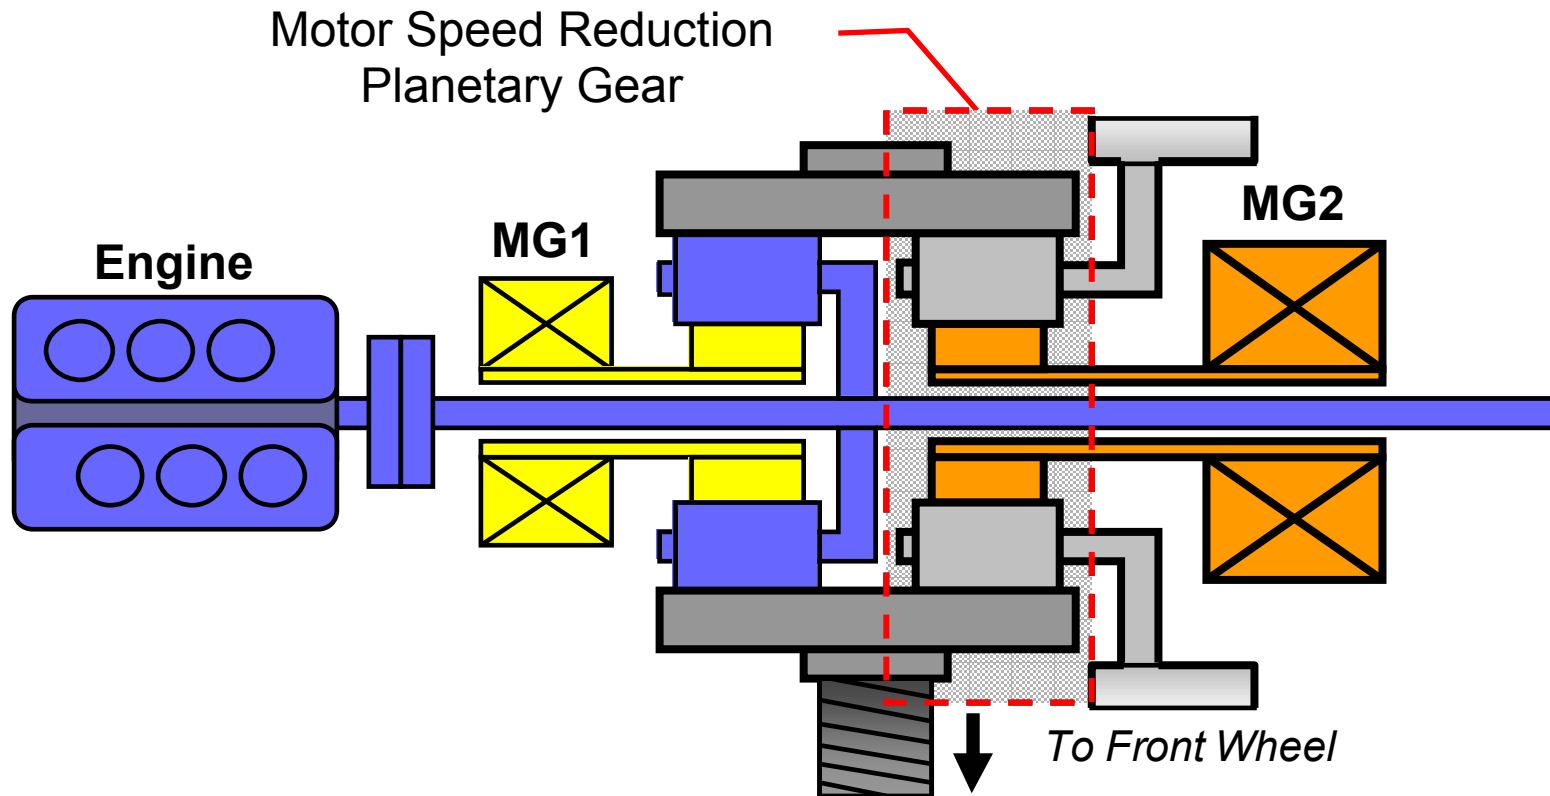 Motor Speed Reduction
Planetary Gear
MG2
MG1
Engine
To Front Wheel